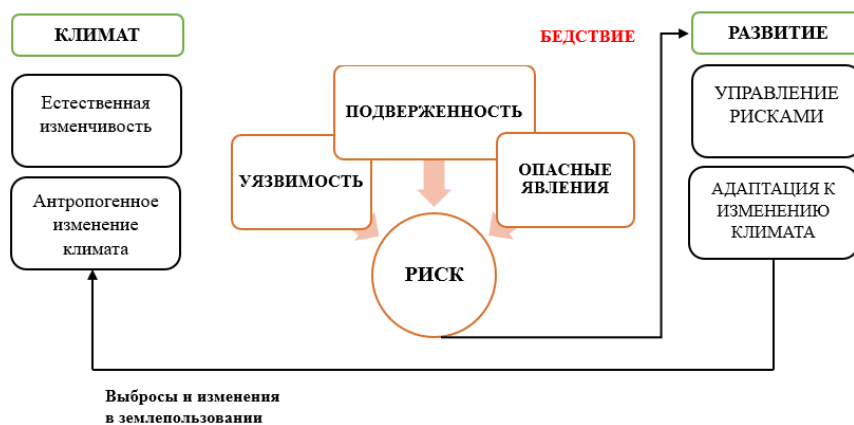 КЛИМАТ
Естественная
изменчивость
Антропогенное
изменение
климата
ПОДВЕРЖЕННОСТЬ
УЯЗВИМОСТЬ
ОПАСНЫЕ
ЯВЛЕНИЯ
РИСК
БЕДСТВИЕ
РАЗВИТИЕ
УПРАВЛЕНИЕ
РИСКАМИ
АДАПТАЦИЯ К
ИЗМЕНЕНИЮ
КЛИМАТА
Выбросы и изменения
в землепользовании